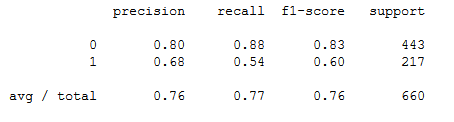 precision recall f1-score support
0 0.80 0.88 0.83 443
1 0.68 0.54 0.60 217
avg / total 0.76 0.77 0.76 660